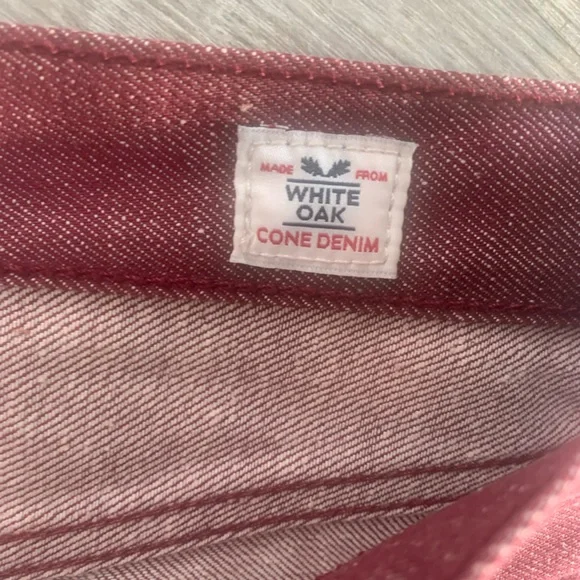 MADE FROM
WHITE
OAK
CONE DENIM